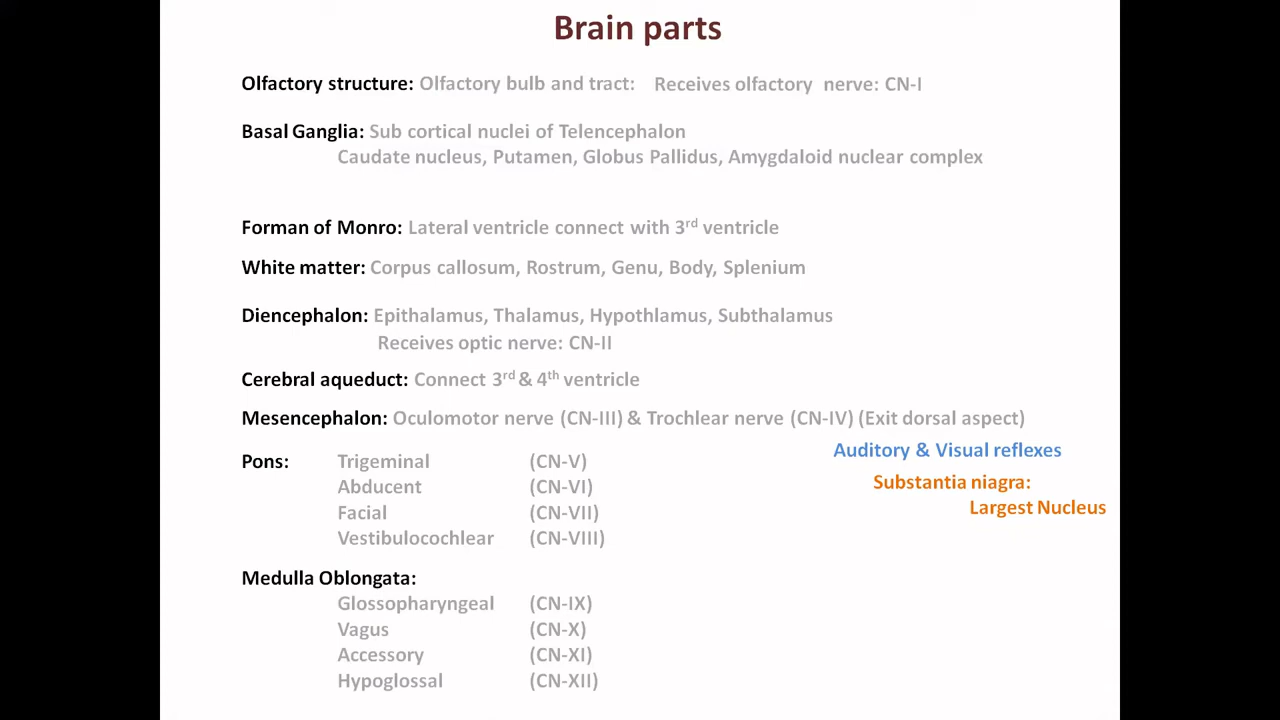 Brain parts
Olfactory structure: Olfactory bulb and tract: Receives olfactory nerve: CN-I
Basal Ganglia: Sub cortical nuclei of Telencephalon
Caudate nucleus, Putamen, Globus Pallidus, Amygdaloid nuclear complex
Forman of Monro: Lateral ventricle connect with 3rd ventricle
White matter: Corpus callosum, Rostrum, Genu, Body, Splenium
Diencephalon: Epithalamus, Thalamus, Hypothlamus, Subthalamus
Receives optic nerve: CN-II
Cerebral aqueduct: Connect 3rd & 4th ventricle
Mesencephalon: Oculomotor nerve (CN-III) & Trochlear nerve (CN-IV) (Exit dorsal aspect)
Auditory & Visual reflexes
Substantia niagra:
Largest Nucleus
Pons: Trigeminal (CN-V)
Abducent (CN-VI)
Facial (CN-VII)
Vestibulocochlear (CN-VIII)
Medulla Oblongata:
Glossopharyngeal (CN-IX)
Vagus (CN-X)
Accessory (CN-XI)
Hypoglossal (CN-XII)